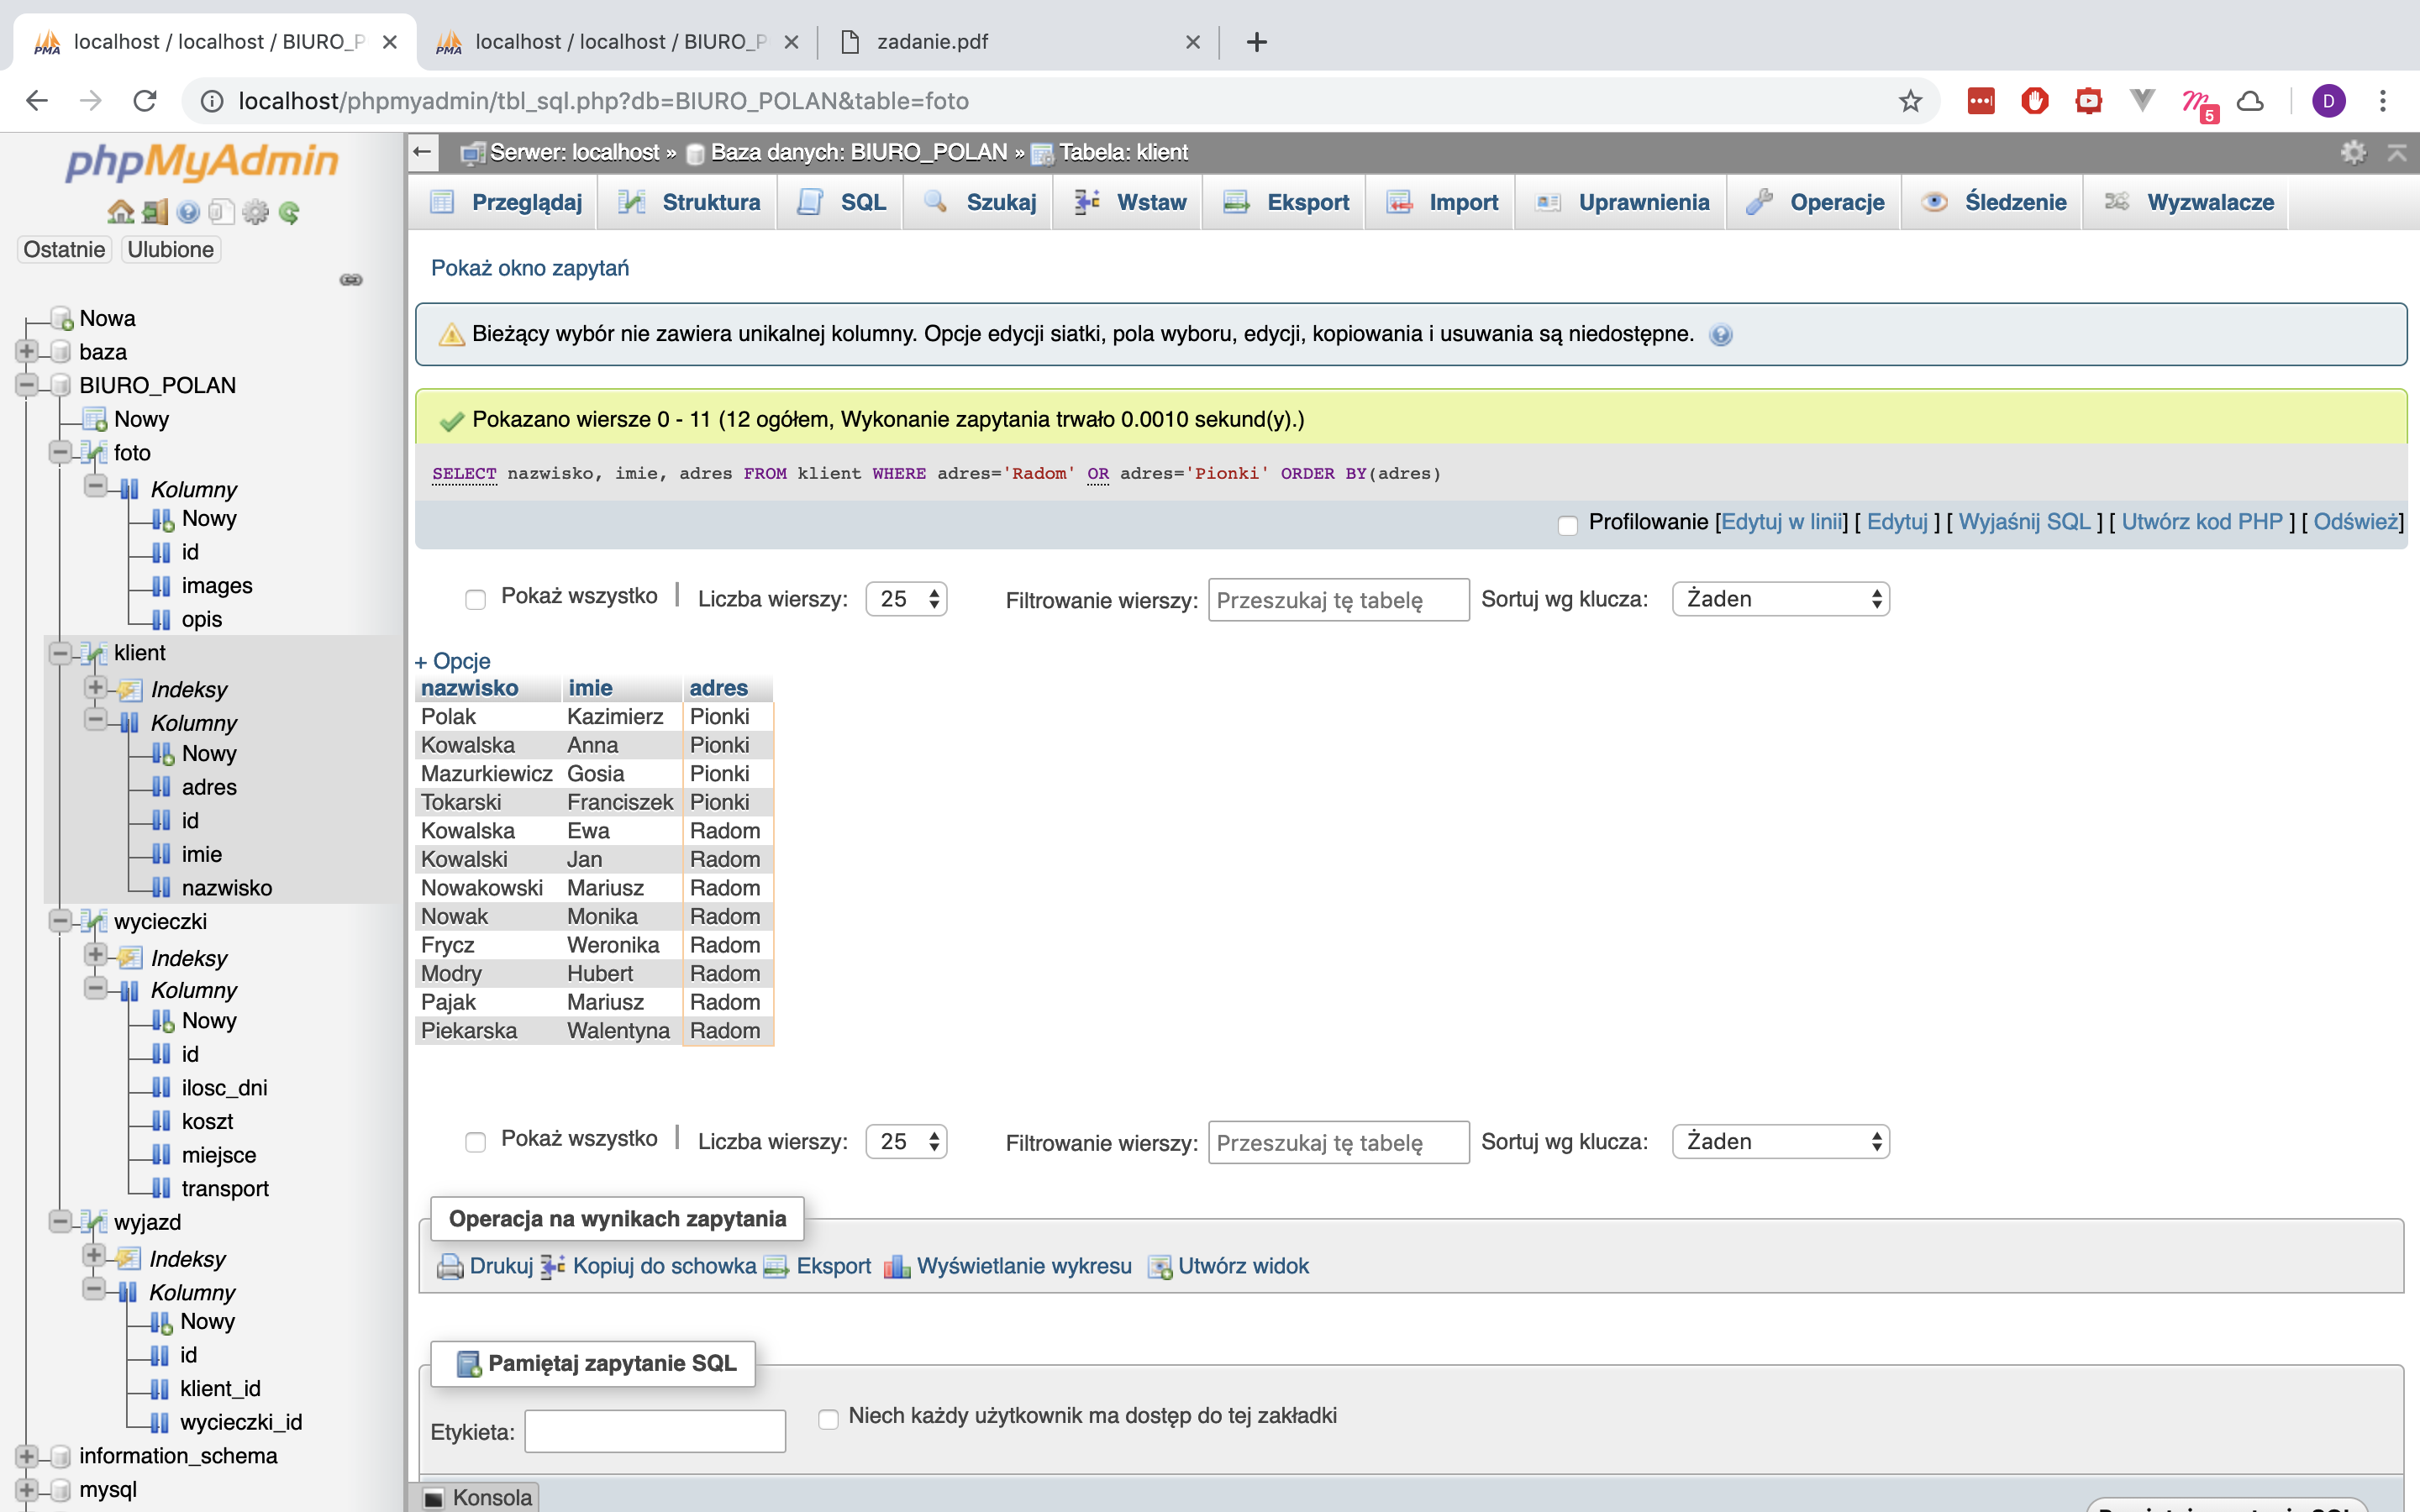 localhost / localhost / BIURO_P
localhost / localhost / BIURO_P
zadanie.pdf
localhost/phpmyadmin/tbl_sql.php?db=BIURO_POLAN&table=foto
5
D
phpMyAdmin
Ostatnie
Ulubione
Nowa
baza
BIURO_POLAN
Nowy
foto
Kolumny
Nowy
id
images
opis
klient
Indeksy
Kolumny
Nowy
adres
id
imie
nazwisko
wycieczki
Indeksy
Kolumny
Nowy
id
ilosc_dni
koszt
miejsce
transport
wyjazd
Indeksy
Kolumny
Nowy
id
klient_id
wycieczki_id
information_schema
mysql
Serwer: localhost » Baza danych: BIURO_POLAN » Tabela: klient
Przeglądaj Struktura SQL Szukaj Wstaw Eksport Import Uprawnienia Operacje Śledzenie Wyzwalacze
Pokaż okno zapytań
Bieżący wybór nie zawiera unikalnej kolumny. Opcje edycji siatki, pola wyboru, edycji, kopiowania i usuwania są niedostępne.
Pokazano wiersze 0 - 11 (12 ogółem, Wykonanie zapytania trwało 0.0010 sekund(y).)
SELECT nazwisko, imie, adres FROM klient WHERE adres='Radom' OR adres='Pionki' ORDER BY(adres)
Profilowanie [Edytuj w linii] [ Edytuj ] [ Wyjaśnij SQL ] [ Utwórz kod PHP ] [ Odśwież]
Pokaż wszystko | Liczba wierszy: 25 Filtrowanie wierszy: Przeszukaj tę tabelę Sortuj wg klucza: Żaden
+ Opcje
nazwisko imie adres
Polak Kazimierz Pionki
Kowalska Anna Pionki
Mazurkiewicz Gosia Pionki
Tokarski Franciszek Pionki
Kowalska Ewa Radom
Kowalski Jan Radom
Nowakowski Mariusz Radom
Nowak Monika Radom
Frycz Weronika Radom
Modry Hubert Radom
Pajak Mariusz Radom
Piekarska Walentyna Radom
Pokaż wszystko | Liczba wierszy: 25 Filtrowanie wierszy: Przeszukaj tę tabelę Sortuj wg klucza: Żaden
Operacja na wynikach zapytania
Drukuj Kopiuj do schowka Eksport Wyświetlanie wykresu Utwórz widok
Pamiętaj zapytanie SQL
Etykieta: Niech każdy użytkownik ma dostęp do tej zakładki
Konsola